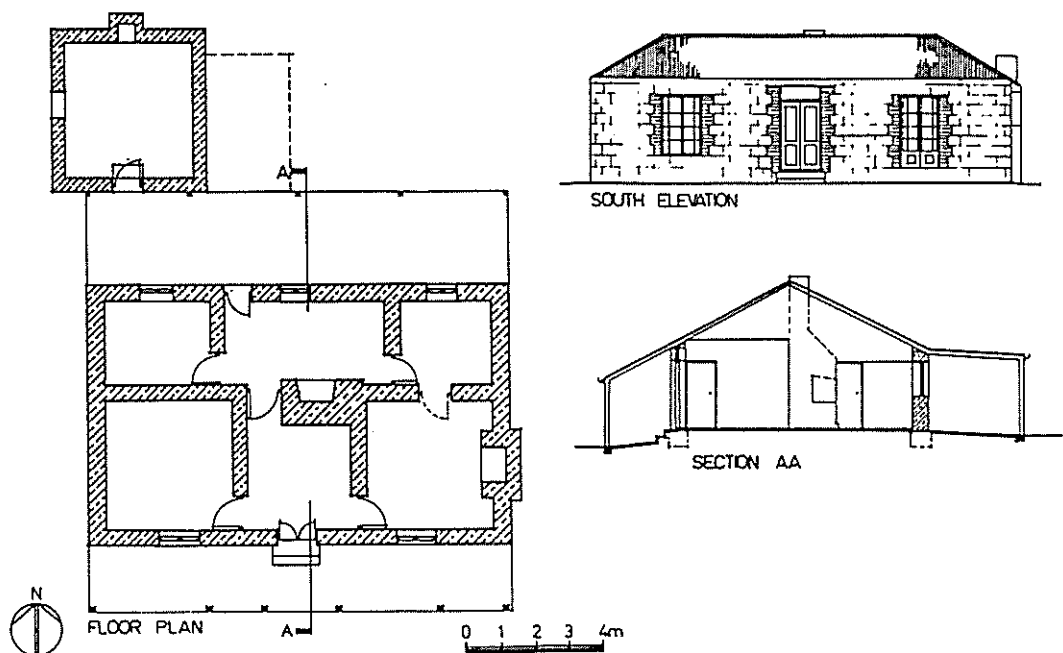 A
SOUTH ELEVATION
SECTION AA
N
FLOOR PLAN
A
0 1 2 3 4m